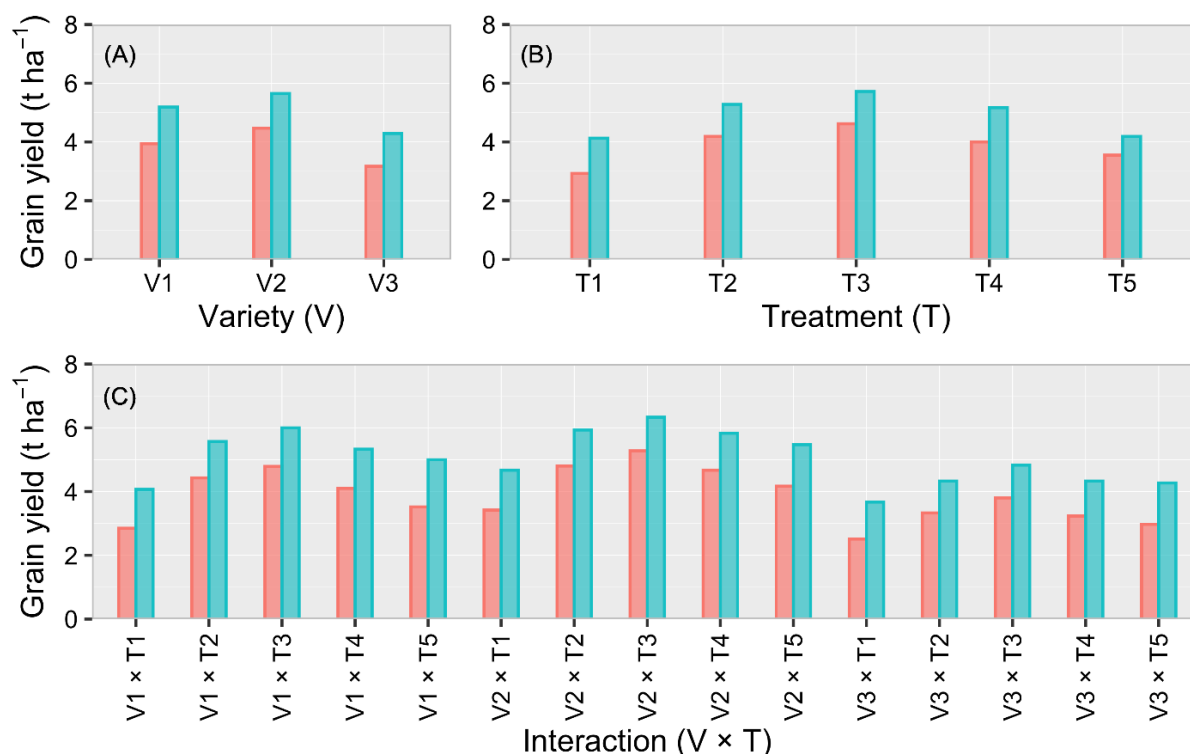 (A)
Grain yield (t ha⁻¹)
8
6
4
2
0
V1 V2 V3
Variety (V)
(B)
8
6
4
2
0
T1 T2 T3 T4 T5
Treatment (T)
(C)
Grain yield (t ha⁻¹)
8
6
4
2
0
V1 × T1
V1 × T2
V1 × T3
V1 × T4
V1 × T5
V2 × T1
V2 × T2
V2 × T3
V2 × T4
V2 × T5
V3 × T1
V3 × T2
V3 × T3
V3 × T4
V3 × T5
Interaction (V × T)